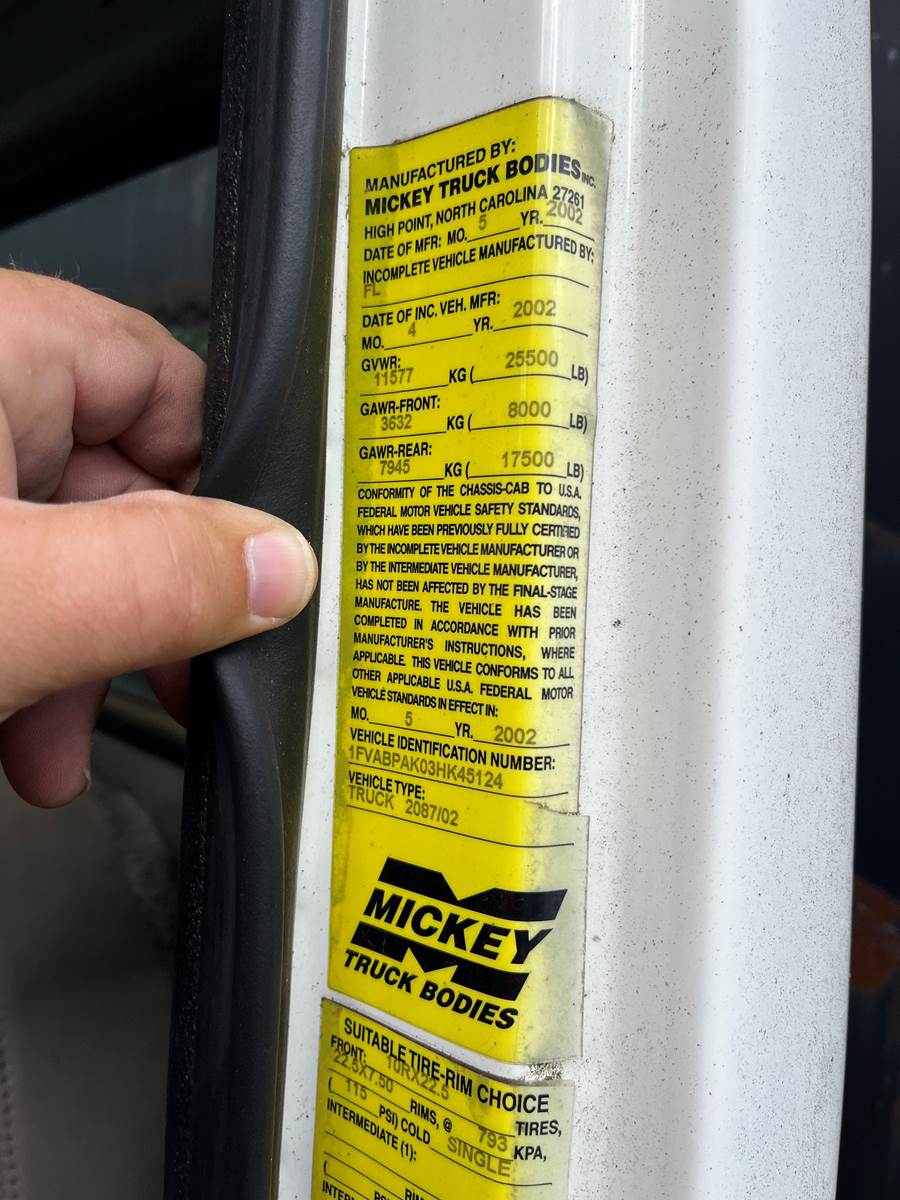 MANUFACTURED BY:
MICKEY TRUCK BODIES INC.
HIGH POINT, NORTH CAROLINA 27261
DATE OF MFR: MO. 5 YR. 2002
INCOMPLETE VEHICLE MANUFACTURED BY:
FL
DATE OF INC. VEH. MFR:
MO. 4 YR. 2002
GVWR:
11577 KG ( 25500 LB)
GAWR-FRONT:
3632 KG ( 8000 LB)
GAWR-REAR:
7945 KG ( 17500 LB)
CONFORMITY OF THE CHASSIS-CAB TO U.S.A.
FEDERAL MOTOR VEHICLE SAFETY STANDARDS,
WHICH HAVE BEEN PREVIOUSLY FULLY CERTIFIED
BY THE INCOMPLETE VEHICLE MANUFACTURER OR
BY THE INTERMEDIATE VEHICLE MANUFACTURER,
HAS NOT BEEN AFFECTED BY THE FINAL-STAGE
MANUFACTURE. THE VEHICLE HAS BEEN
COMPLETED IN ACCORDANCE WITH PRIOR
MANUFACTURER'S INSTRUCTIONS, WHERE
APPLICABLE. THIS VEHICLE CONFORMS TO ALL
OTHER APPLICABLE U.S.A. FEDERAL MOTOR
VEHICLE STANDARDS IN EFFECT IN:
MO. 5 YR. 2002
VEHICLE IDENTIFICATION NUMBER:
1FVABPAK03HK45124
VEHICLE TYPE:
TRUCK 2087/02
MICKEY
TRUCK BODIES
SUITABLE TIRE-RIM CHOICE
FRONT: 10RX22.5 TIRES,
22.5X7.50 RIMS, @ 793 KPA,
( 115 PSI) COLD SINGLE
INTERMEDIATE (1):